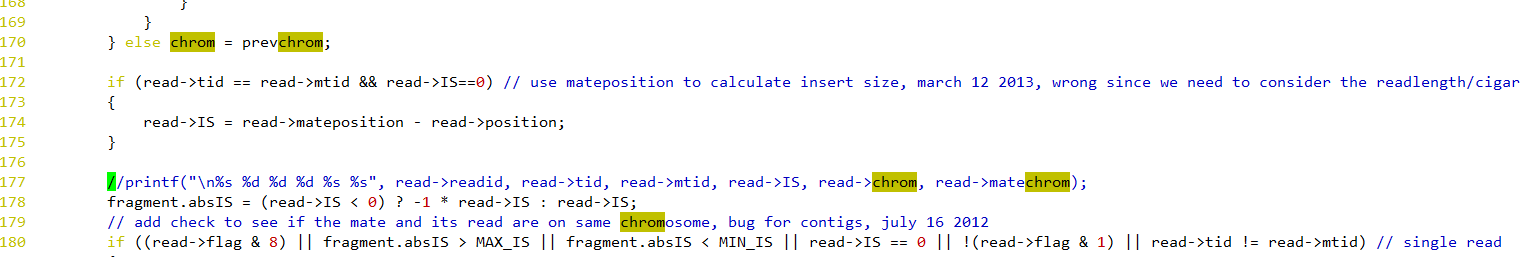 168 }
169 }
170 } else chrom = prevchrom;
171
172 if (read->tid == read->mtid && read->IS==0) // use mateposition to calculate insert size, march 12 2013, wrong since we need to consider the readlength/cigar
173 {
174 read->IS = read->mateposition - read->position;
175 }
176
177 //printf("\n%s %d %d %d %s %s", read->readid, read->tid, read->mtid, read->IS, read->chrom, read->matechrom);
178 fragment.absIS = (read->IS < 0) ? -1 * read->IS : read->IS;
179 // add check to see if the mate and its read are on same chromosome, bug for contigs, july 16 2012
180 if ((read->flag & 8) || fragment.absIS > MAX_IS || fragment.absIS < MIN_IS || read->IS == 0 || !(read->flag & 1) || read->tid != read->mtid) // single read